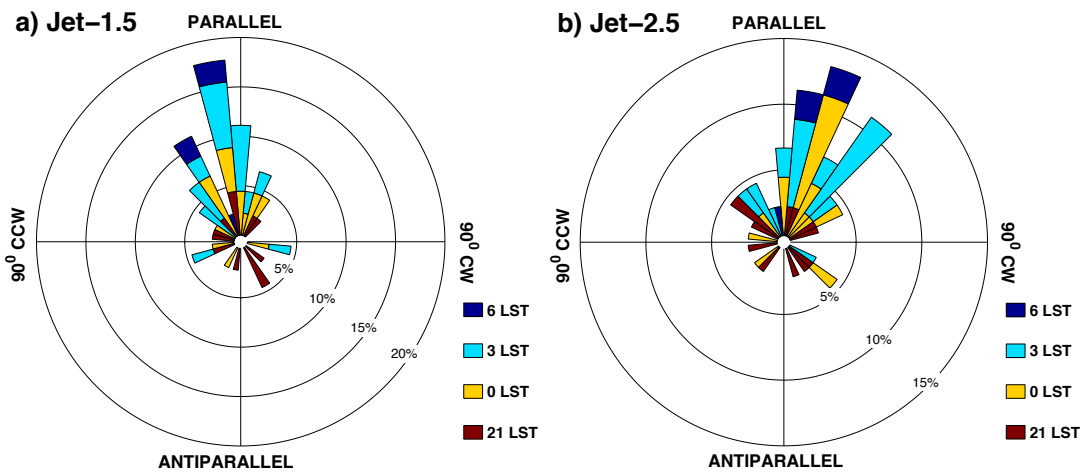 a) Jet−1.5
PARALLEL
90⁰ CCW
90⁰ CW
5%
10%
15%
20%
6 LST
3 LST
0 LST
21 LST
ANTIPARALLEL
b) Jet−2.5
PARALLEL
90⁰ CCW
90⁰ CW
5%
10%
15%
6 LST
3 LST
0 LST
21 LST
ANTIPARALLEL